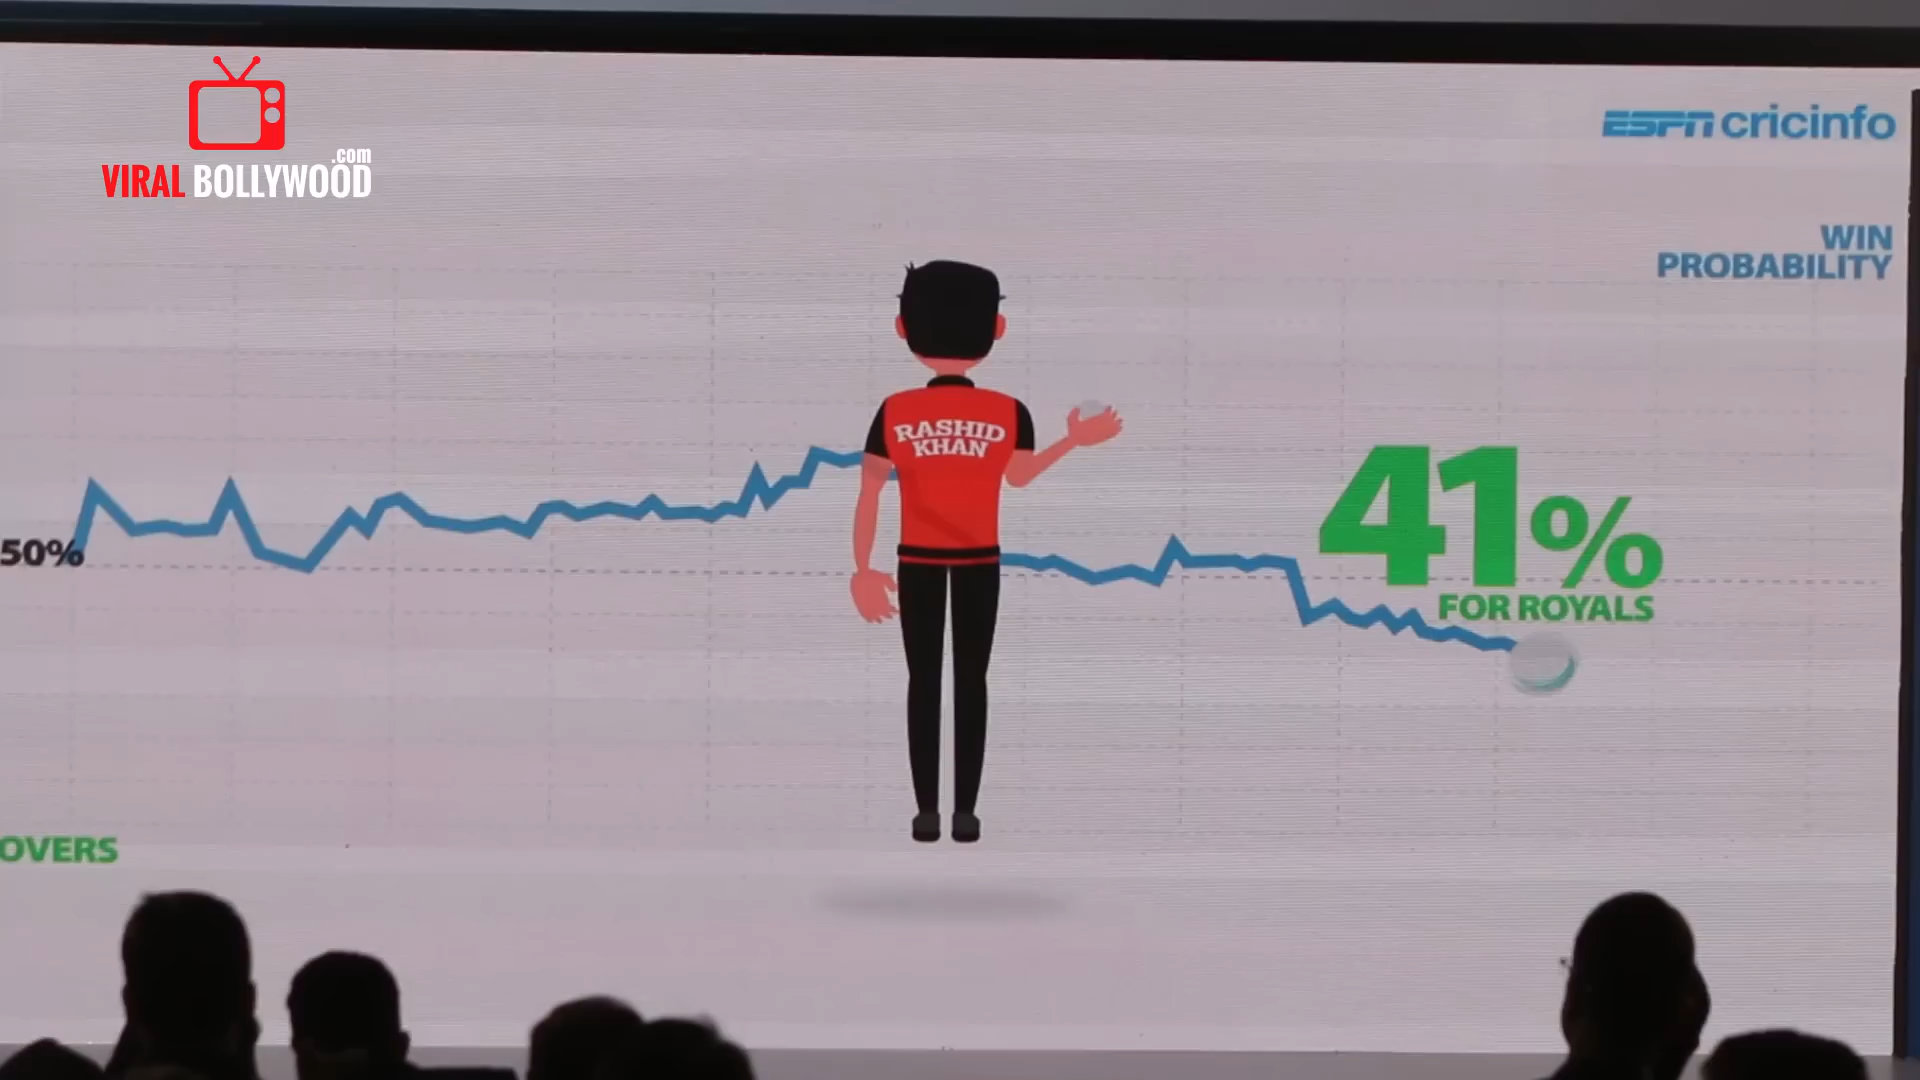 .com
VIRAL BOLLYWOOD
ESPN cricinfo
WIN
PROBABILITY
RASHID
KHAN
41%
FOR ROYALS
50%
OVERS